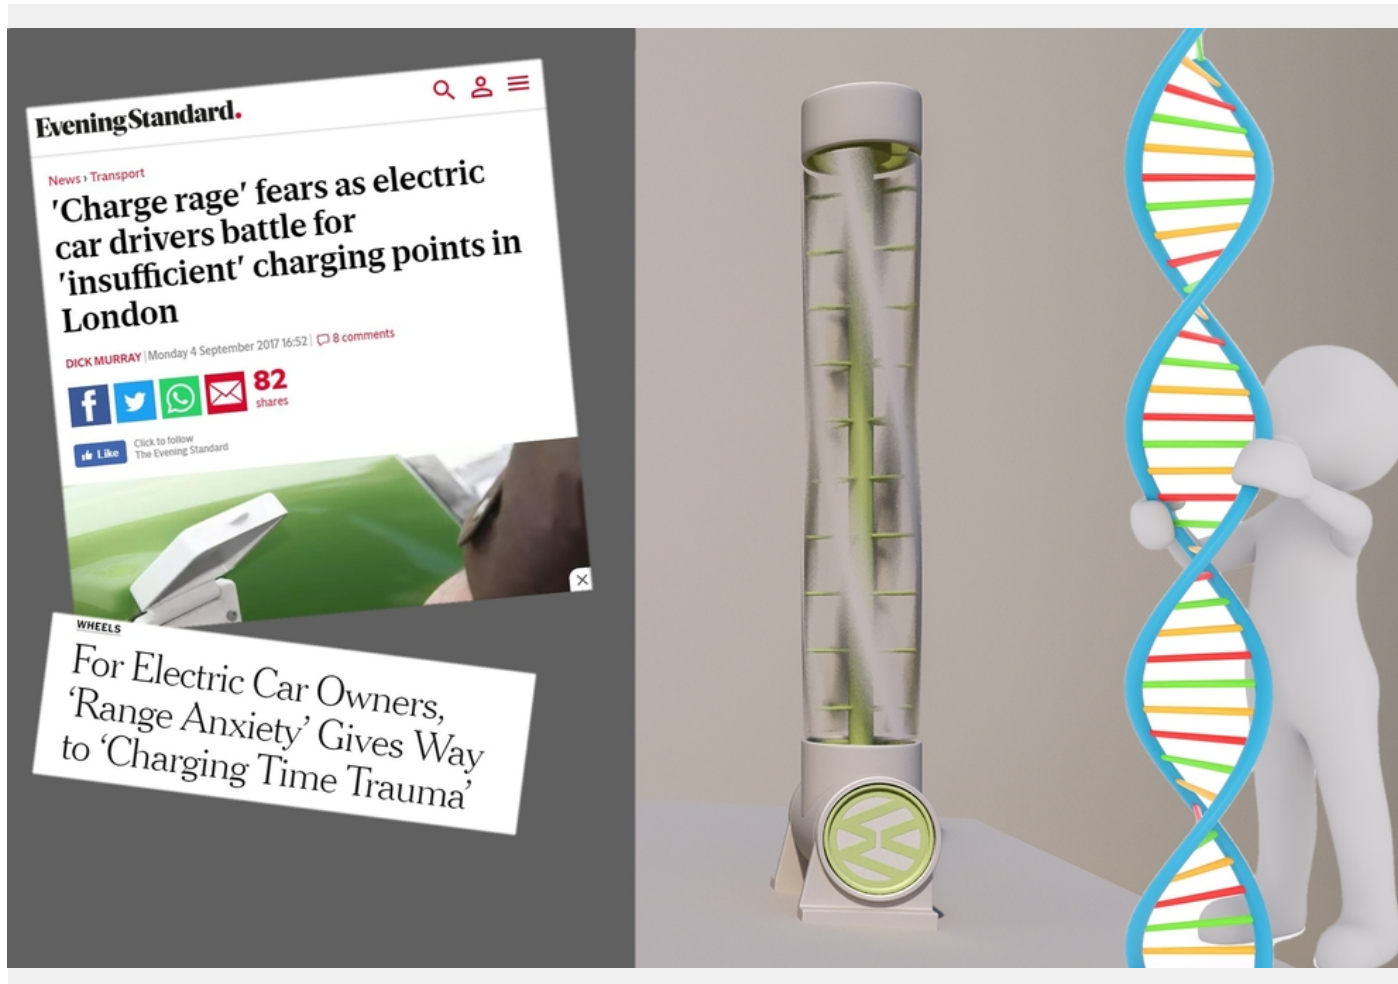 EveningStandard.
News › Transport
'Charge rage' fears as electric
car drivers battle for
'insufficient' charging points in
London
DICK MURRAY | Monday 4 September 2017 16:52 | 8 comments
82
shares
Like
Click to follow
The Evening Standard
WHEELS
For Electric Car Owners,
‘Range Anxiety’ Gives Way
to ‘Charging Time Trauma’